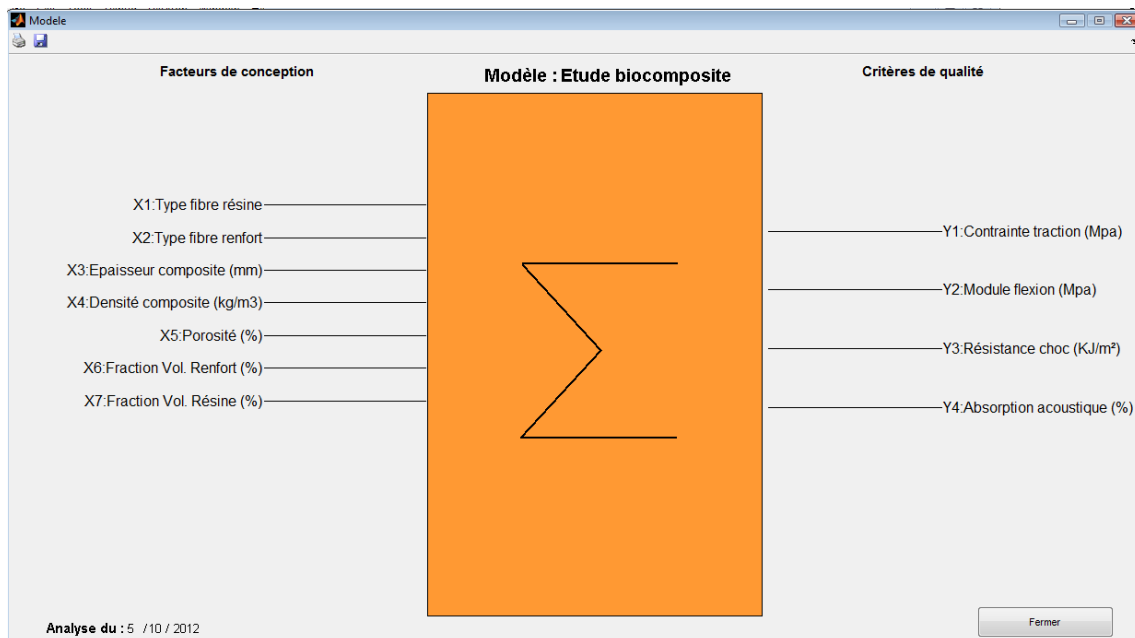 Modele
Facteurs de conception
Modèle : Etude biocomposite
Critères de qualité
X1:Type fibre résine
X2:Type fibre renfort
X3:Epaisseur composite (mm)
X4:Densité composite (kg/m3)
X5:Porosité (%)
X6:Fraction Vol. Renfort (%)
X7:Fraction Vol. Résine (%)
Y1:Contrainte traction (Mpa)
Y2:Module flexion (Mpa)
Y3:Résistance choc (KJ/m²)
Y4:Absorption acoustique (%)
Σ
Analyse du : 5 /10 / 2012
Fermer